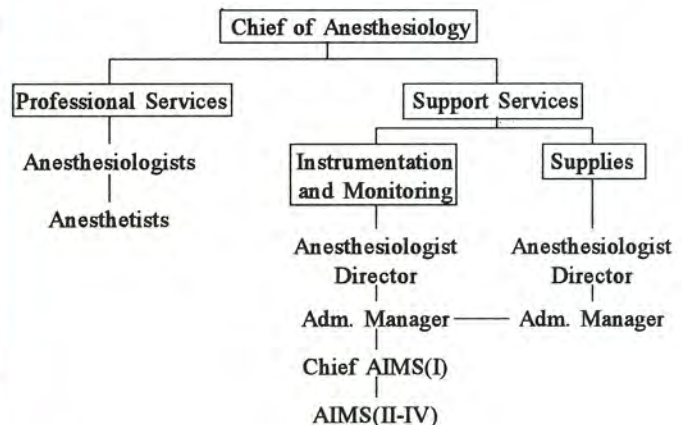 Chief of Anesthesiology
Professional Services
Support Services
Anesthesiologists
Anesthetists
Instrumentation
and Monitoring
Supplies
Anesthesiologist
Director
Anesthesiologist
Director
Adm. Manager
Adm. Manager
Chief AIMS(I)
AIMS(II-IV)